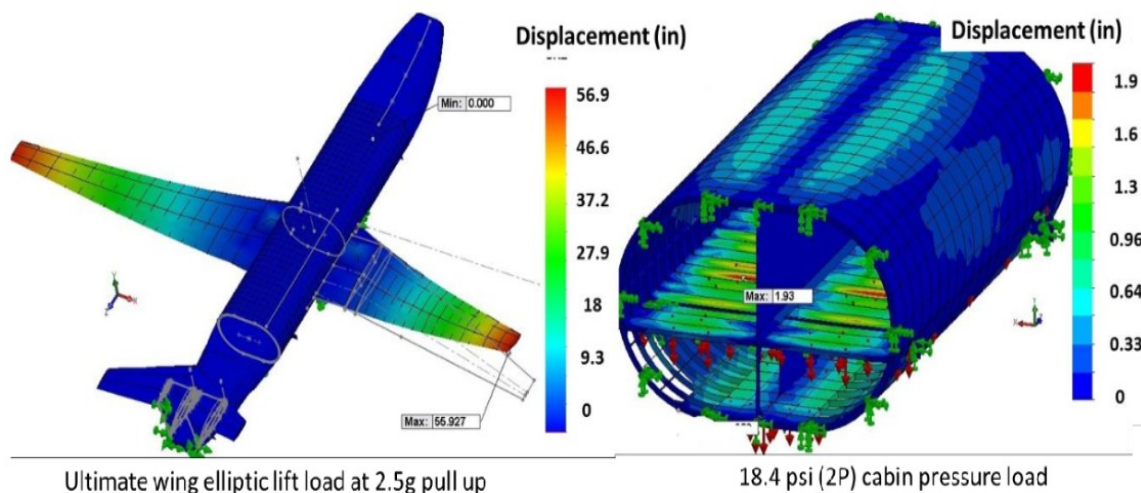 Displacement (in)
Min: 0.000
56.9
46.6
37.2
27.9
18
9.3
0
Max: 55.927
Ultimate wing elliptic lift load at 2.5g pull up
Displacement (in)
1.9
1.6
1.3
0.96
0.64
0.33
0
Max: 1.93
18.4 psi (2P) cabin pressure load